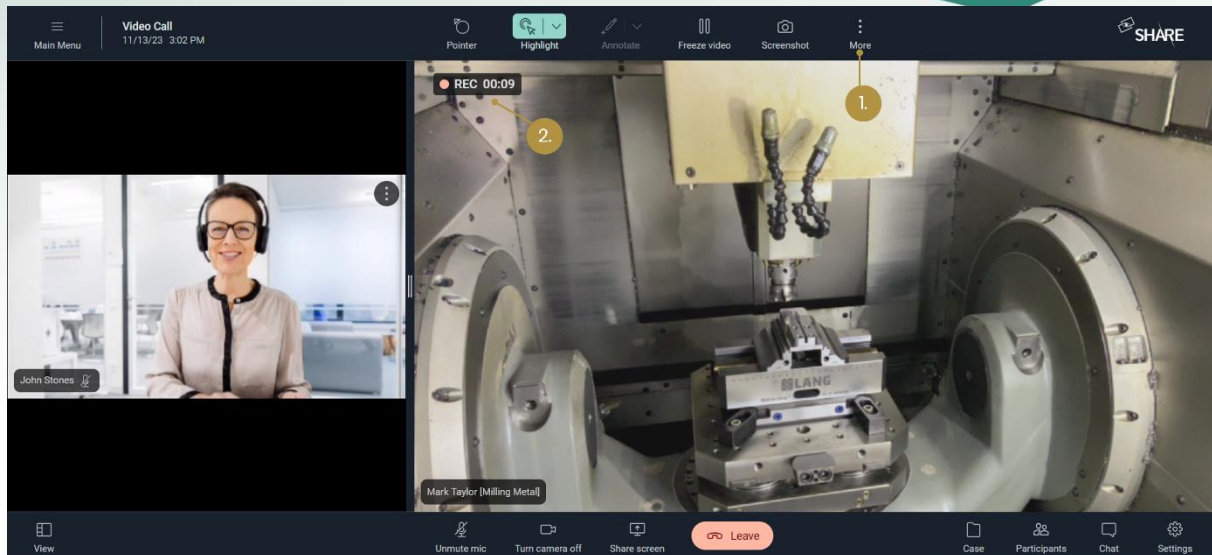 Main Menu
Video Call
11/13/23 3:02 PM
Pointer
Highlight
Annotate
Freeze video
Screenshot
More
SHARE
REC 00:09
1.
2.
John Stones
LANG
Mark Taylor [Milling Metal]
View
Unmute mic
Turn camera off
Share screen
Leave
Case
Participants
Chat
Settings